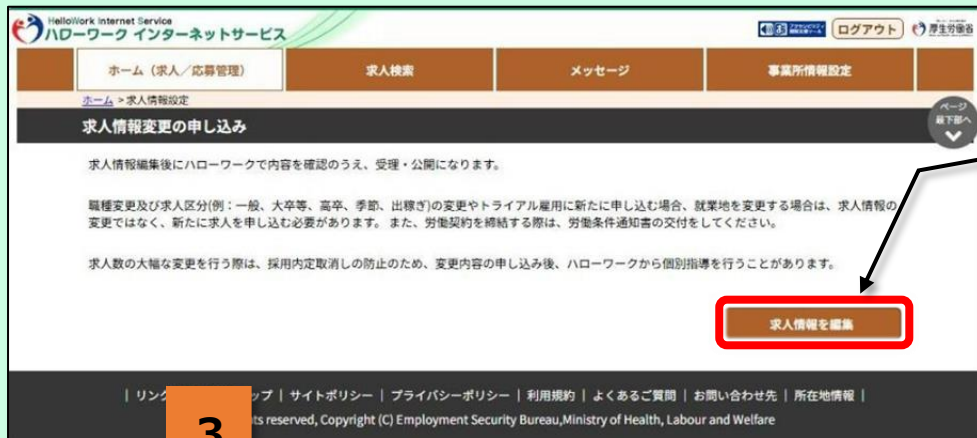 HelloWork Internet Service
ハローワーク インターネットサービス
ログアウト
厚生労働省
ホーム（求人／応募管理）
求人検索
メッセージ
事業所情報設定
ホーム > 求人情報設定
ページ
最下部へ
求人情報変更の申し込み
求人情報編集後にハローワークで内容を確認のうえ、受理・公開になります。
職種変更及び求人区分(例：一般、大卒等、高卒、季節、出稼ぎ)の変更やトライアル雇用に新たに申し込む場合、就業地を変更する場合は、求人情報の
変更ではなく、新たに求人を申し込む必要があります。 また、労働契約を締結する際は、労働条件通知書の交付をしてください。
求人数の大幅な変更を行う際は、採用内定取消しの防止のため、変更内容の申し込み後、ハローワークから個別指導を行うことがあります。
求人情報を編集
| リンク ップ | サイトポリシー | プライバシーポリシー | 利用規約 | よくあるご質問 | お問い合わせ先 | 所在地情報 |
ts reserved, Copyright (C) Employment Security Bureau,Ministry of Health, Labour and Welfare
3